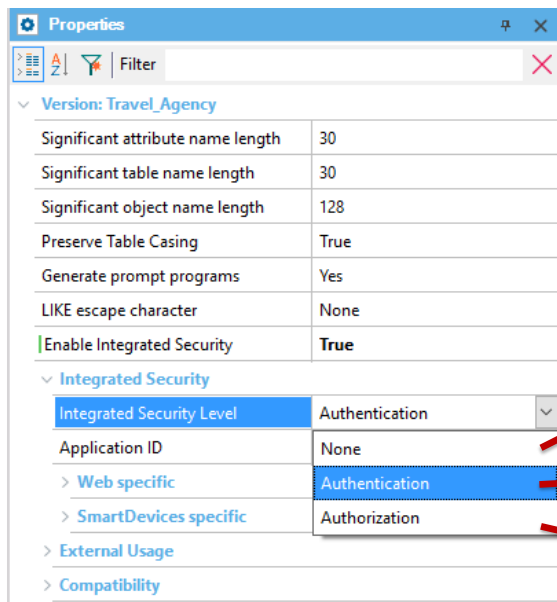 Properties
Filter
Version: Travel_Agency
Significant attribute name length 30
Significant table name length 30
Significant object name length 128
Preserve Table Casing True
Generate prompt programs Yes
LIKE escape character None
Enable Integrated Security True
Integrated Security
Integrated Security Level Authentication
Application ID None
Web specific Authentication
SmartDevices specific Authorization
External Usage
Compatibility